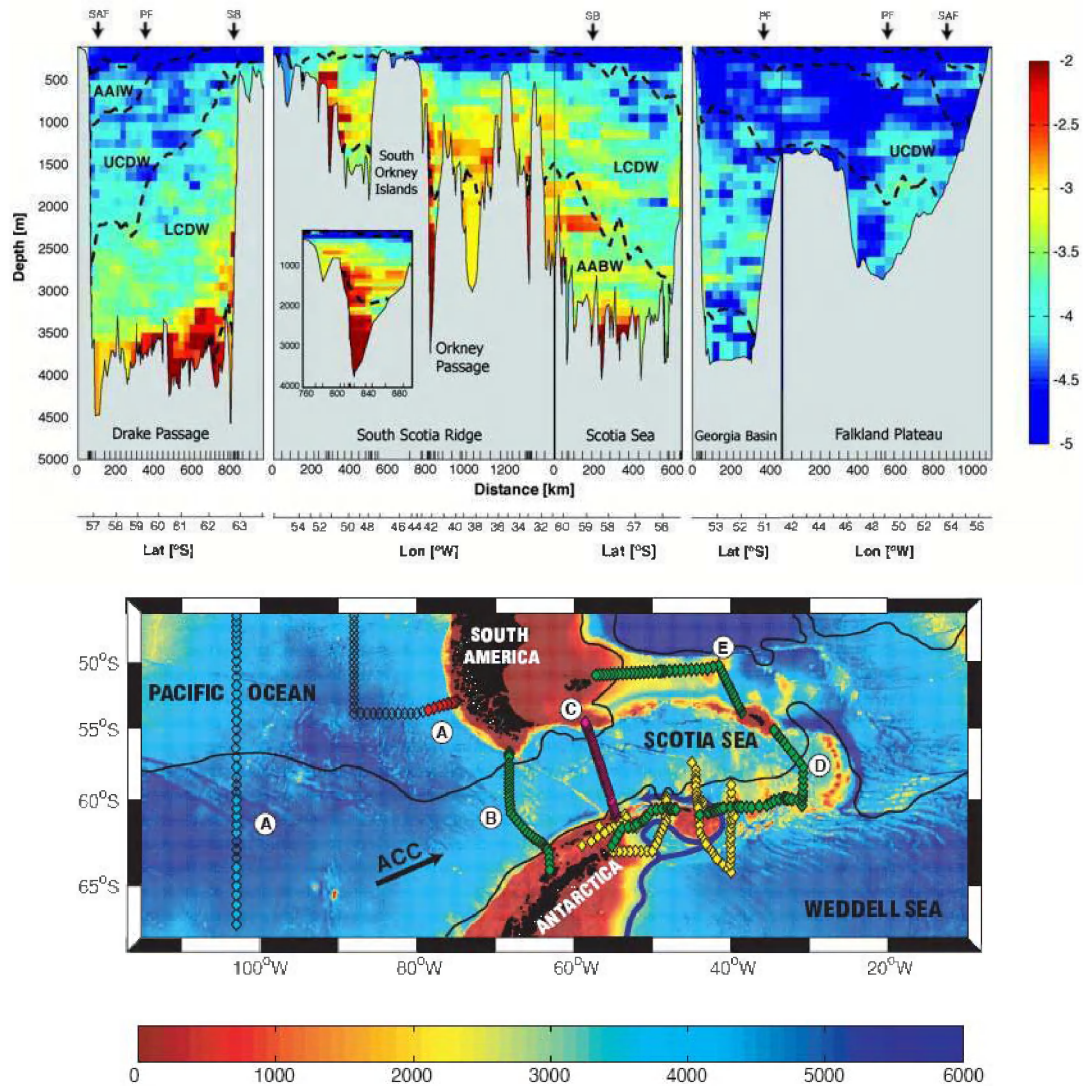 SAF PF SB SB PF PF SAF
500
1000
1500
2000
2500
3000
3500
4000
4500
5000
Depth [m]
AAIW
UCDW
LCDW
South
Orkney
Islands
1000
2000
3000
4000
Orkney
Passage
LCDW
AABW
UCDW
Drake Passage South Scotia Ridge Scotia Sea Georgia Basin Falkland Plateau
0 200 400 600 800 0 200 400 600 800 1000 0 200 400 600 0 200 400 0 200 400 600 800 1000
Distance [km]
57 59 60 61 62 63 54 52 50 48 46 44 42 40 38 36 34 32 60 59 58 57 56 53 52 51 42 44 46 48 50 52 54 56
Lat [°S] Lon [°W] Lat [°S] Lat [°S] Lon [°W]
-2
-2.5
-3
-3.5
-4
-4.5
-5
50°S
55°S
60°S
65°S
SOUTH
AMERICA
PACIFIC OCEAN
E
C
A
SCOTIA SEA
D
B
A
ACC
ANTARCTICA
WEDDELL SEA
100°W 80°W 60°W 40°W 20°W
0 1000 2000 3000 4000 5000 6000